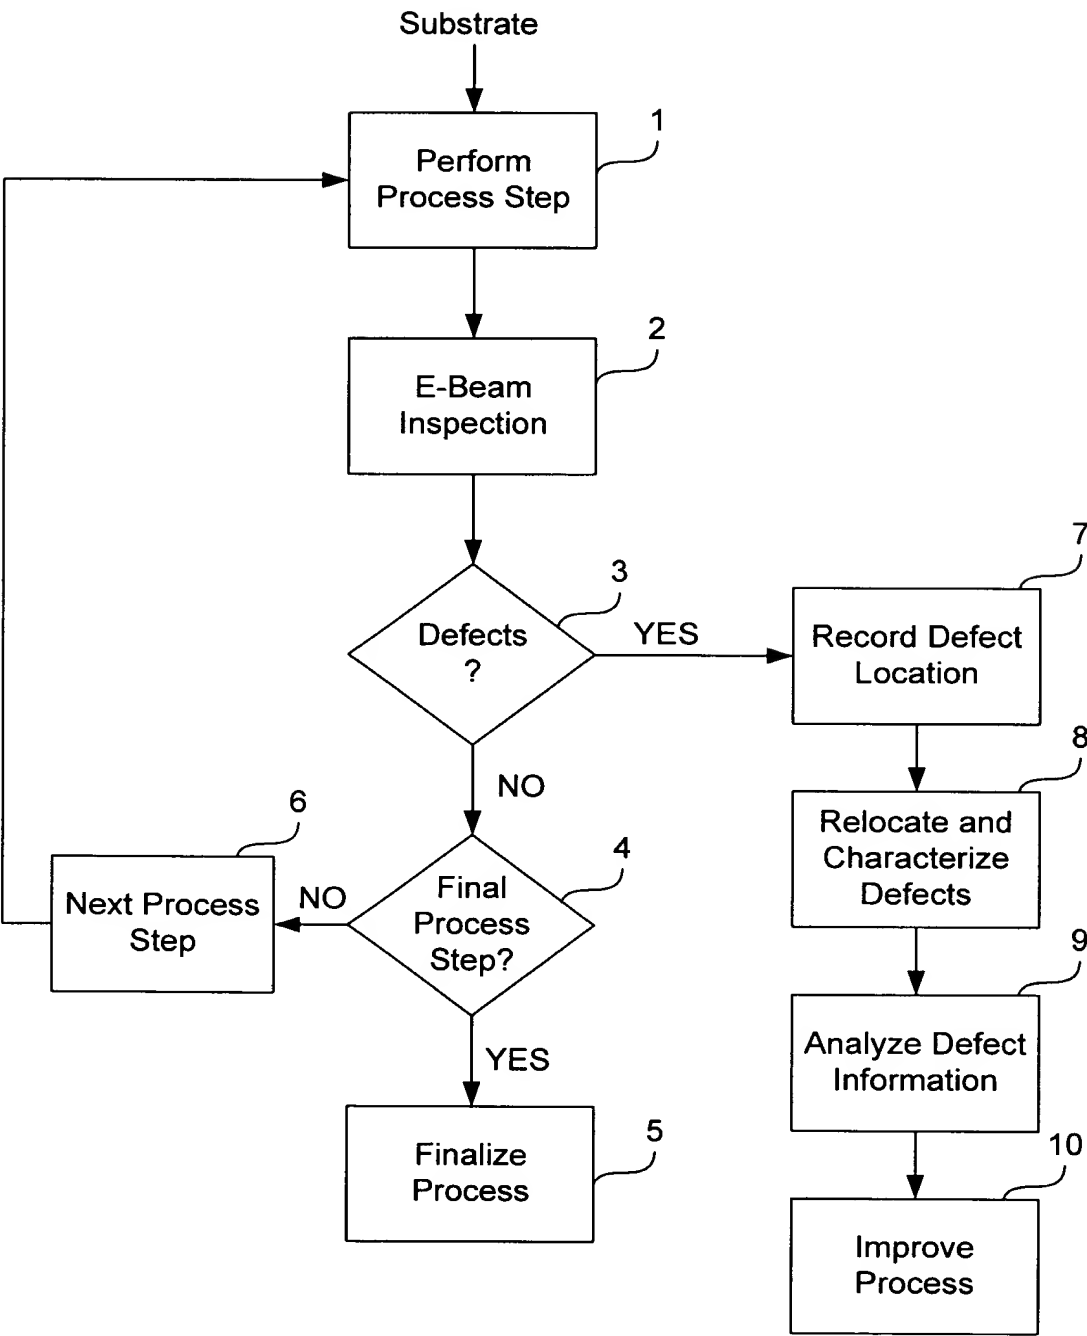 Substrate
1
Perform
Process Step
2
E-Beam
Inspection
3
Defects
?
YES
7
Record Defect
Location
NO
8
Relocate and
Characterize
Defects
6
Next Process
Step
NO
4
Final
Process
Step?
9
Analyze Defect
Information
YES
5
Finalize
Process
10
Improve
Process